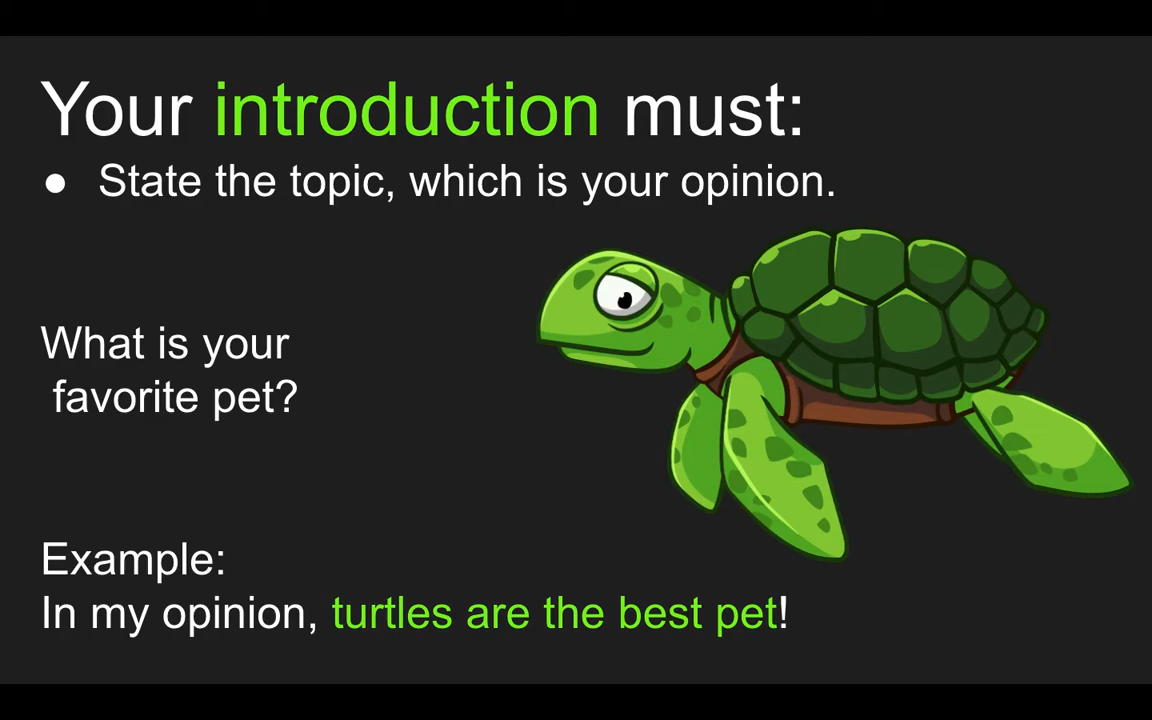 Your introduction must:
● State the topic, which is your opinion.
What is your
favorite pet?
Example:
In my opinion, turtles are the best pet!